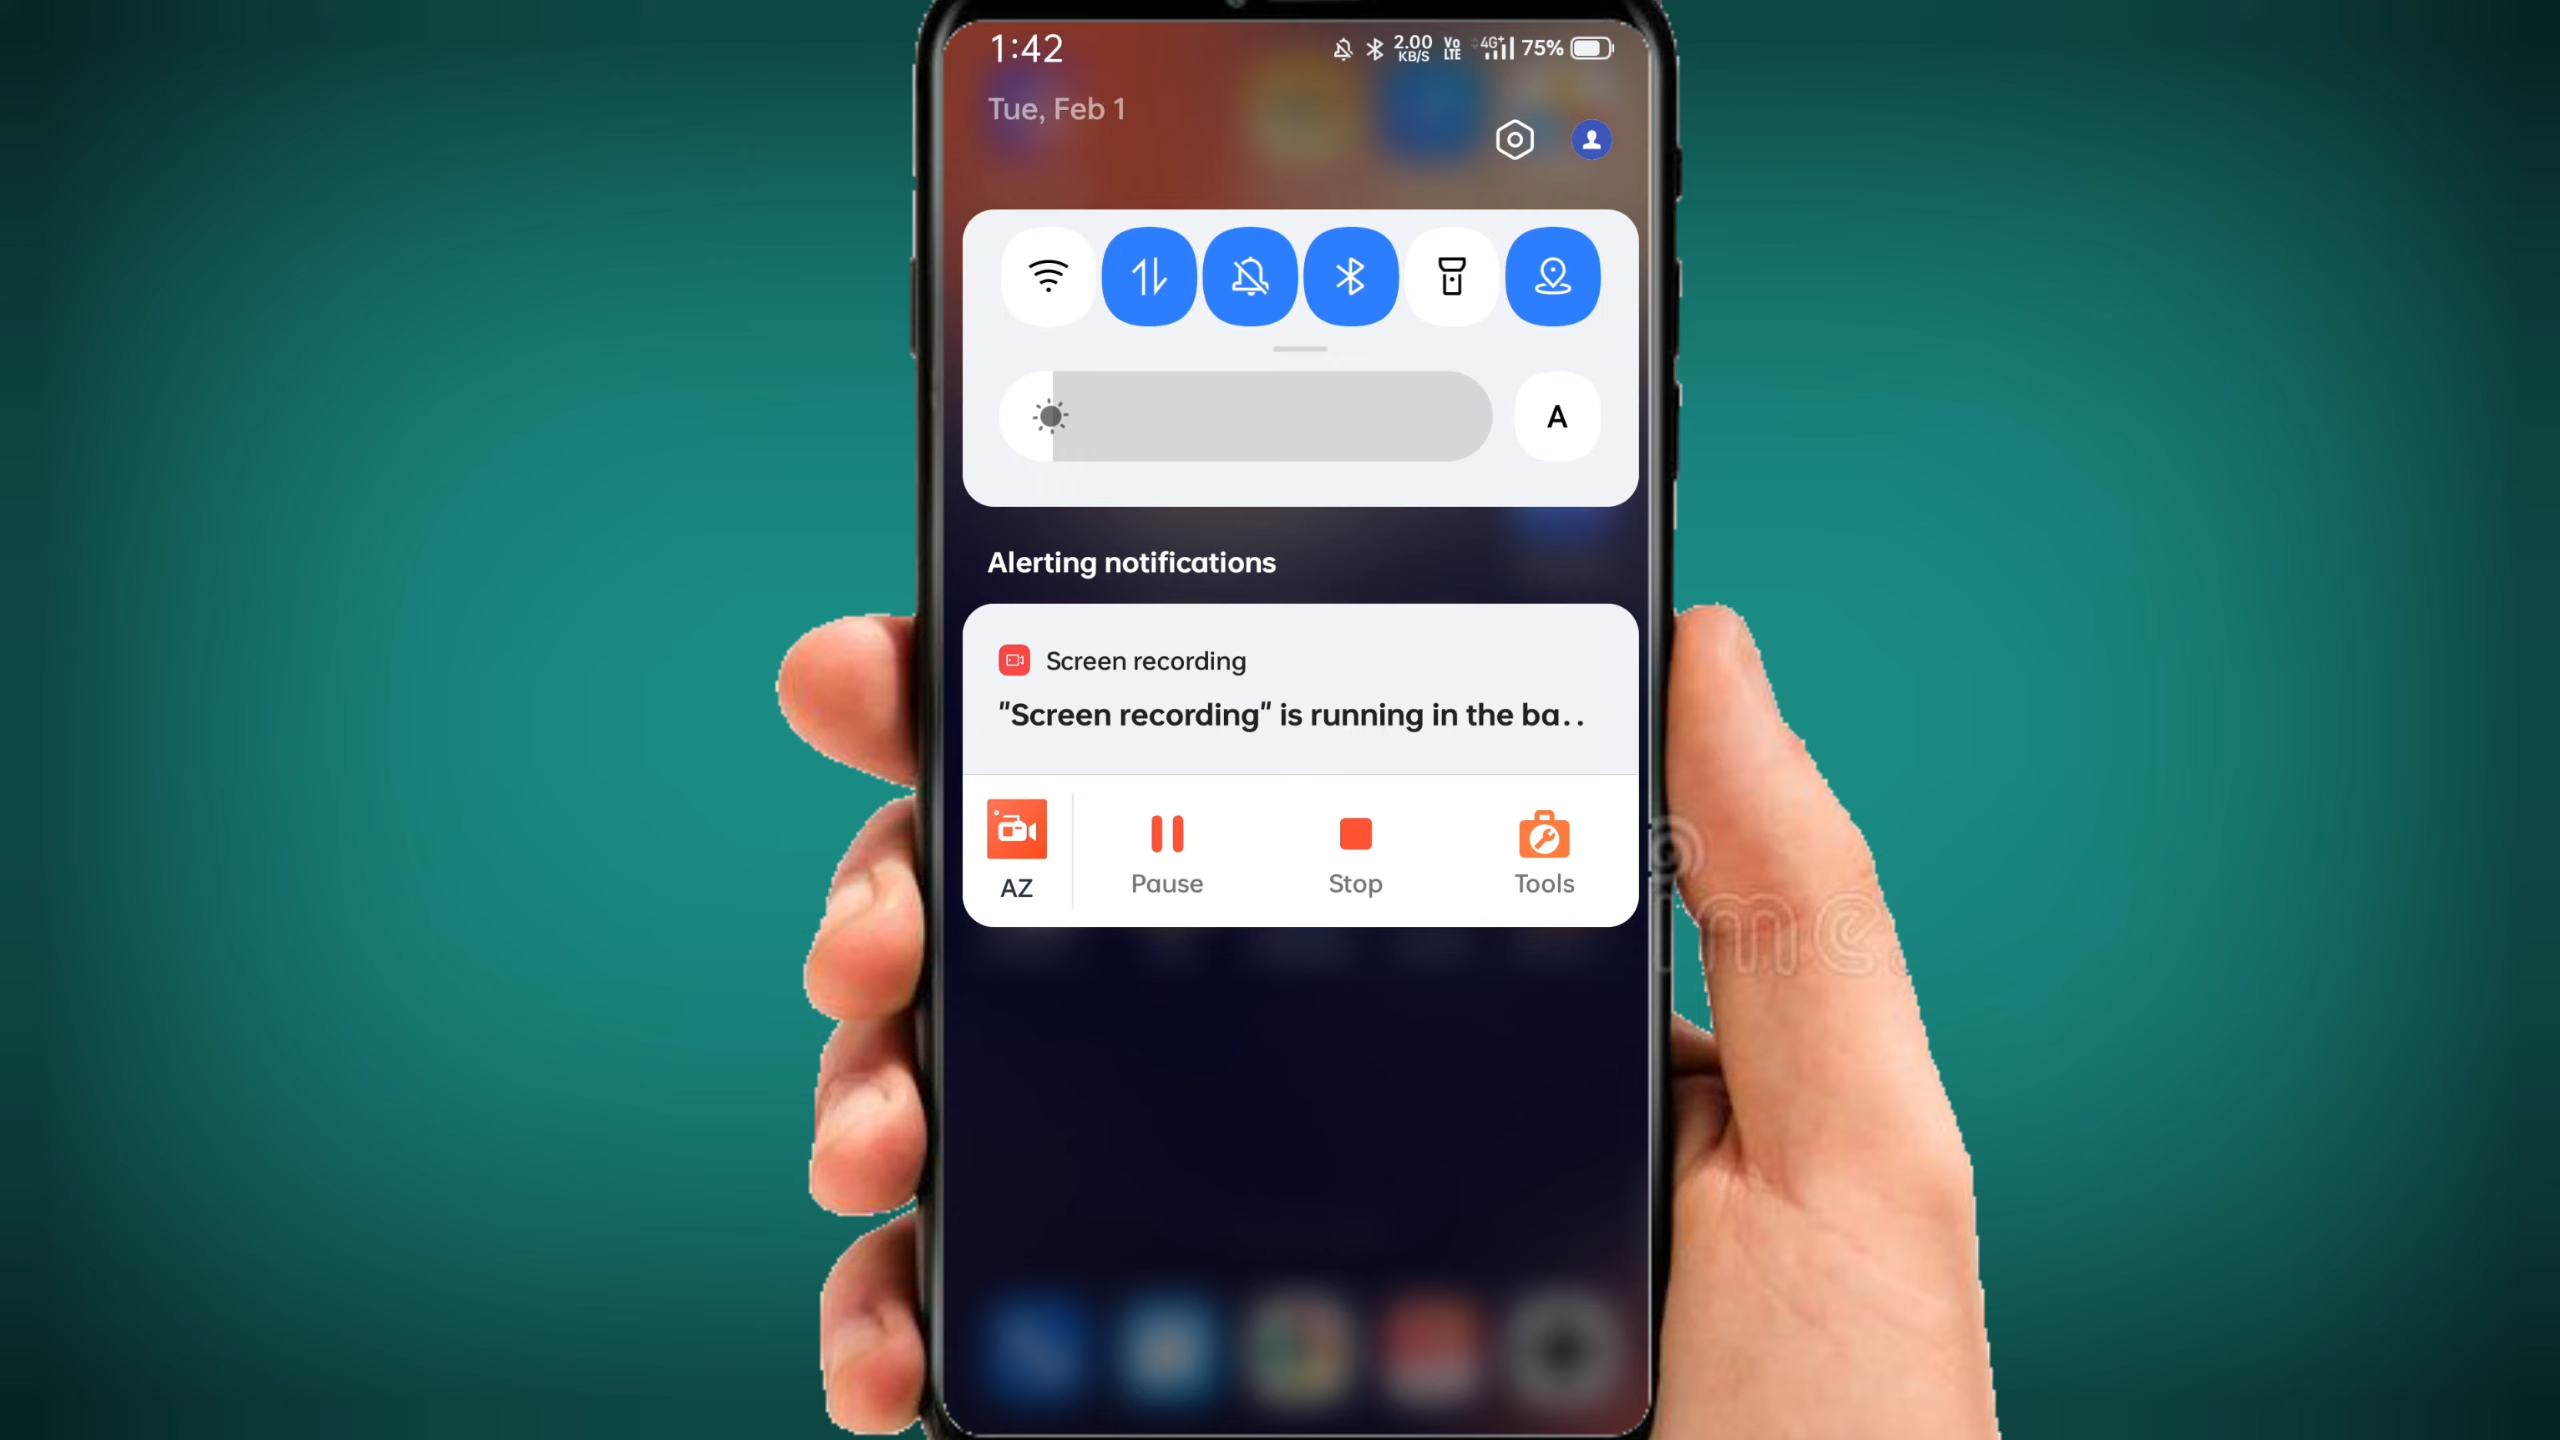 1:42
2.00 KB/S Vo LTE 4G+ 75%
Tue, Feb 1
A
Alerting notifications
Screen recording
"Screen recording" is running in the ba..
AZ
Pause
Stop
Tools